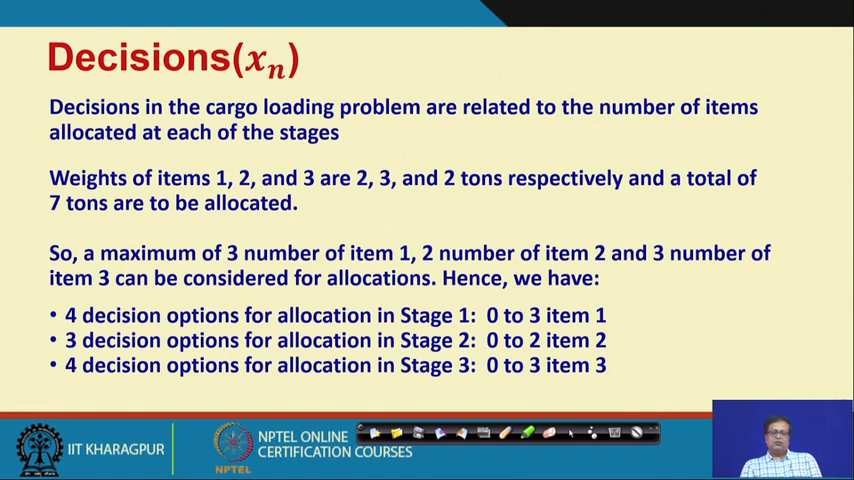 Decisions(xₙ)
Decisions in the cargo loading problem are related to the number of items
allocated at each of the stages
Weights of items 1, 2, and 3 are 2, 3, and 2 tons respectively and a total of
7 tons are to be allocated.
So, a maximum of 3 number of item 1, 2 number of item 2 and 3 number of
item 3 can be considered for allocations. Hence, we have:
• 4 decision options for allocation in Stage 1: 0 to 3 item 1
• 3 decision options for allocation in Stage 2: 0 to 2 item 2
• 4 decision options for allocation in Stage 3: 0 to 3 item 3
IIT KHARAGPUR
NPTEL
NPTEL ONLINE
CERTIFICATION COURSES